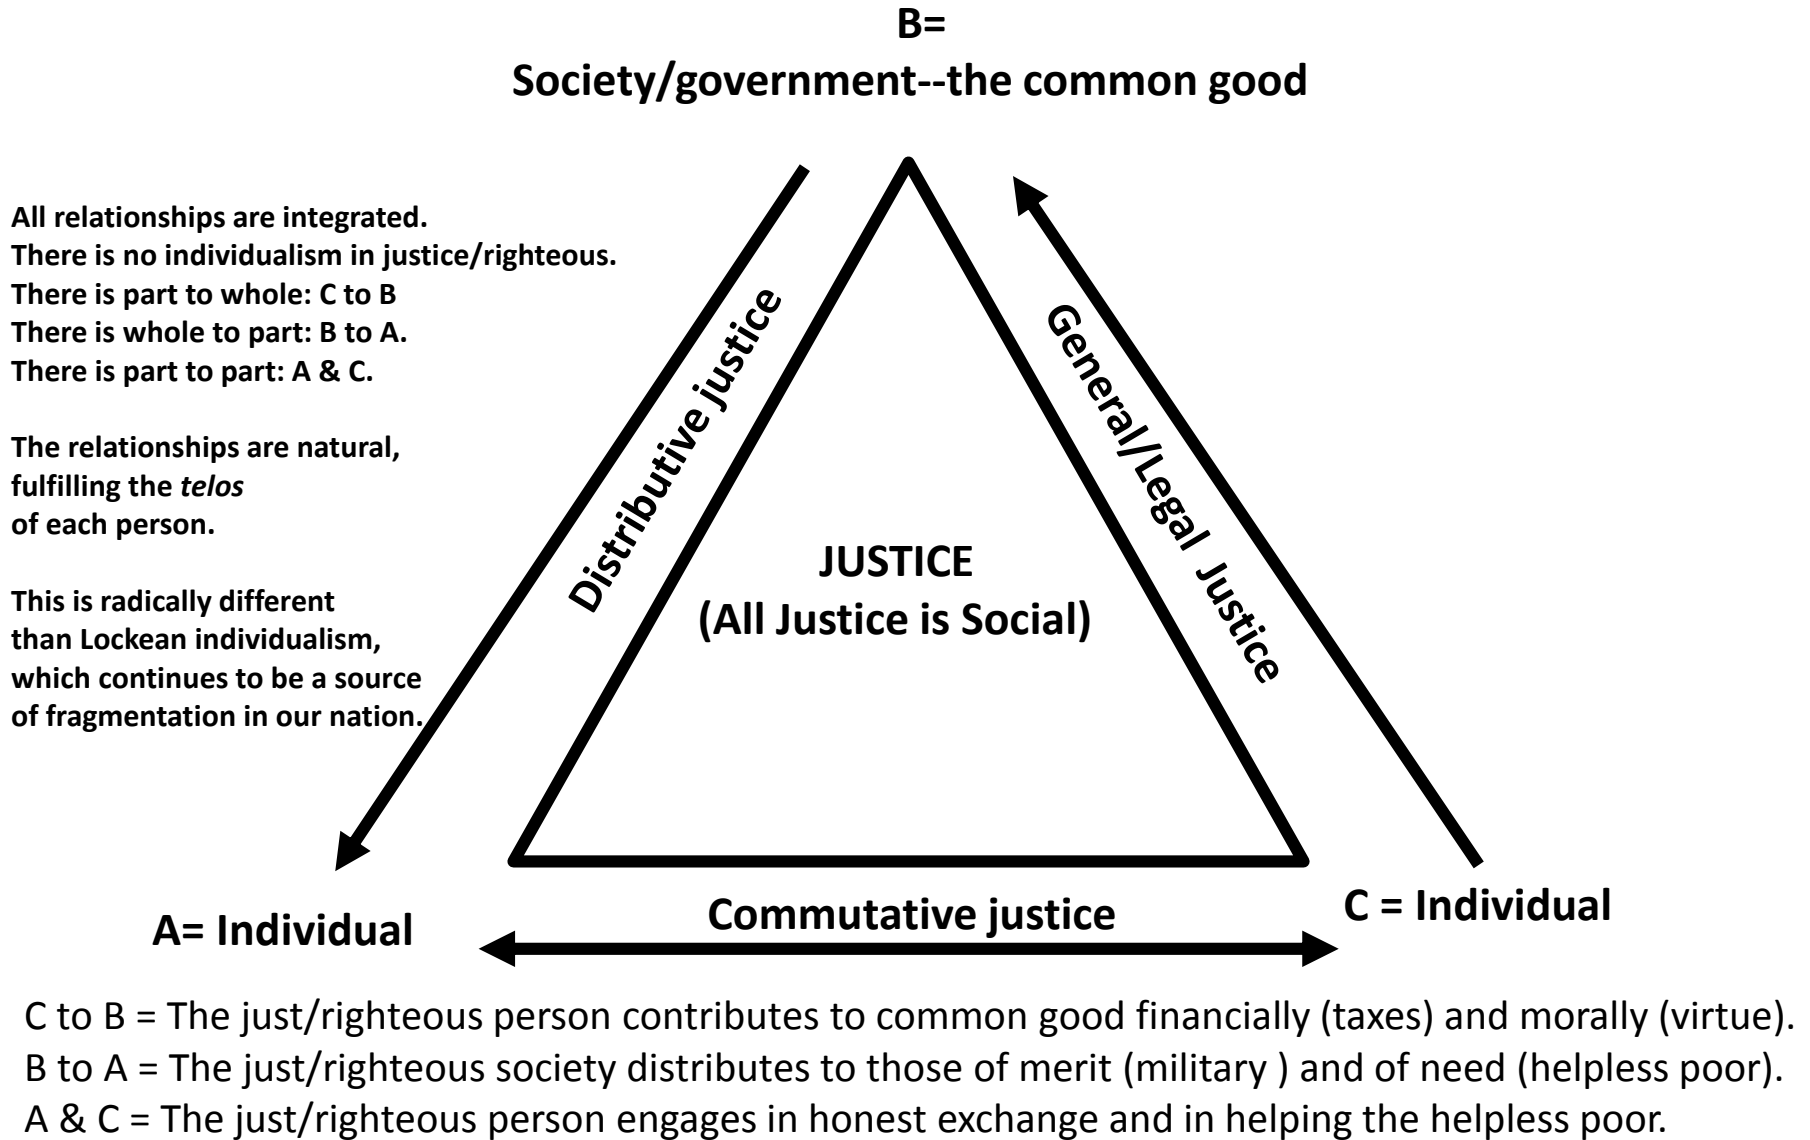 B=
Society/government--the common good
All relationships are integrated.
There is no individualism in justice/righteous.
There is part to whole: C to B
There is whole to part: B to A.
There is part to part: A & C.
The relationships are natural,
fulfilling the telos
of each person.
This is radically different
than Lockean individualism,
which continues to be a source
of fragmentation in our nation.
Distributive justice
General/Legal Justice
JUSTICE
(All Justice is Social)
A= Individual
Commutative justice
C = Individual
C to B = The just/righteous person contributes to common good financially (taxes) and morally (virtue).
B to A = The just/righteous society distributes to those of merit (military ) and of need (helpless poor).
A & C = The just/righteous person engages in honest exchange and in helping the helpless poor.